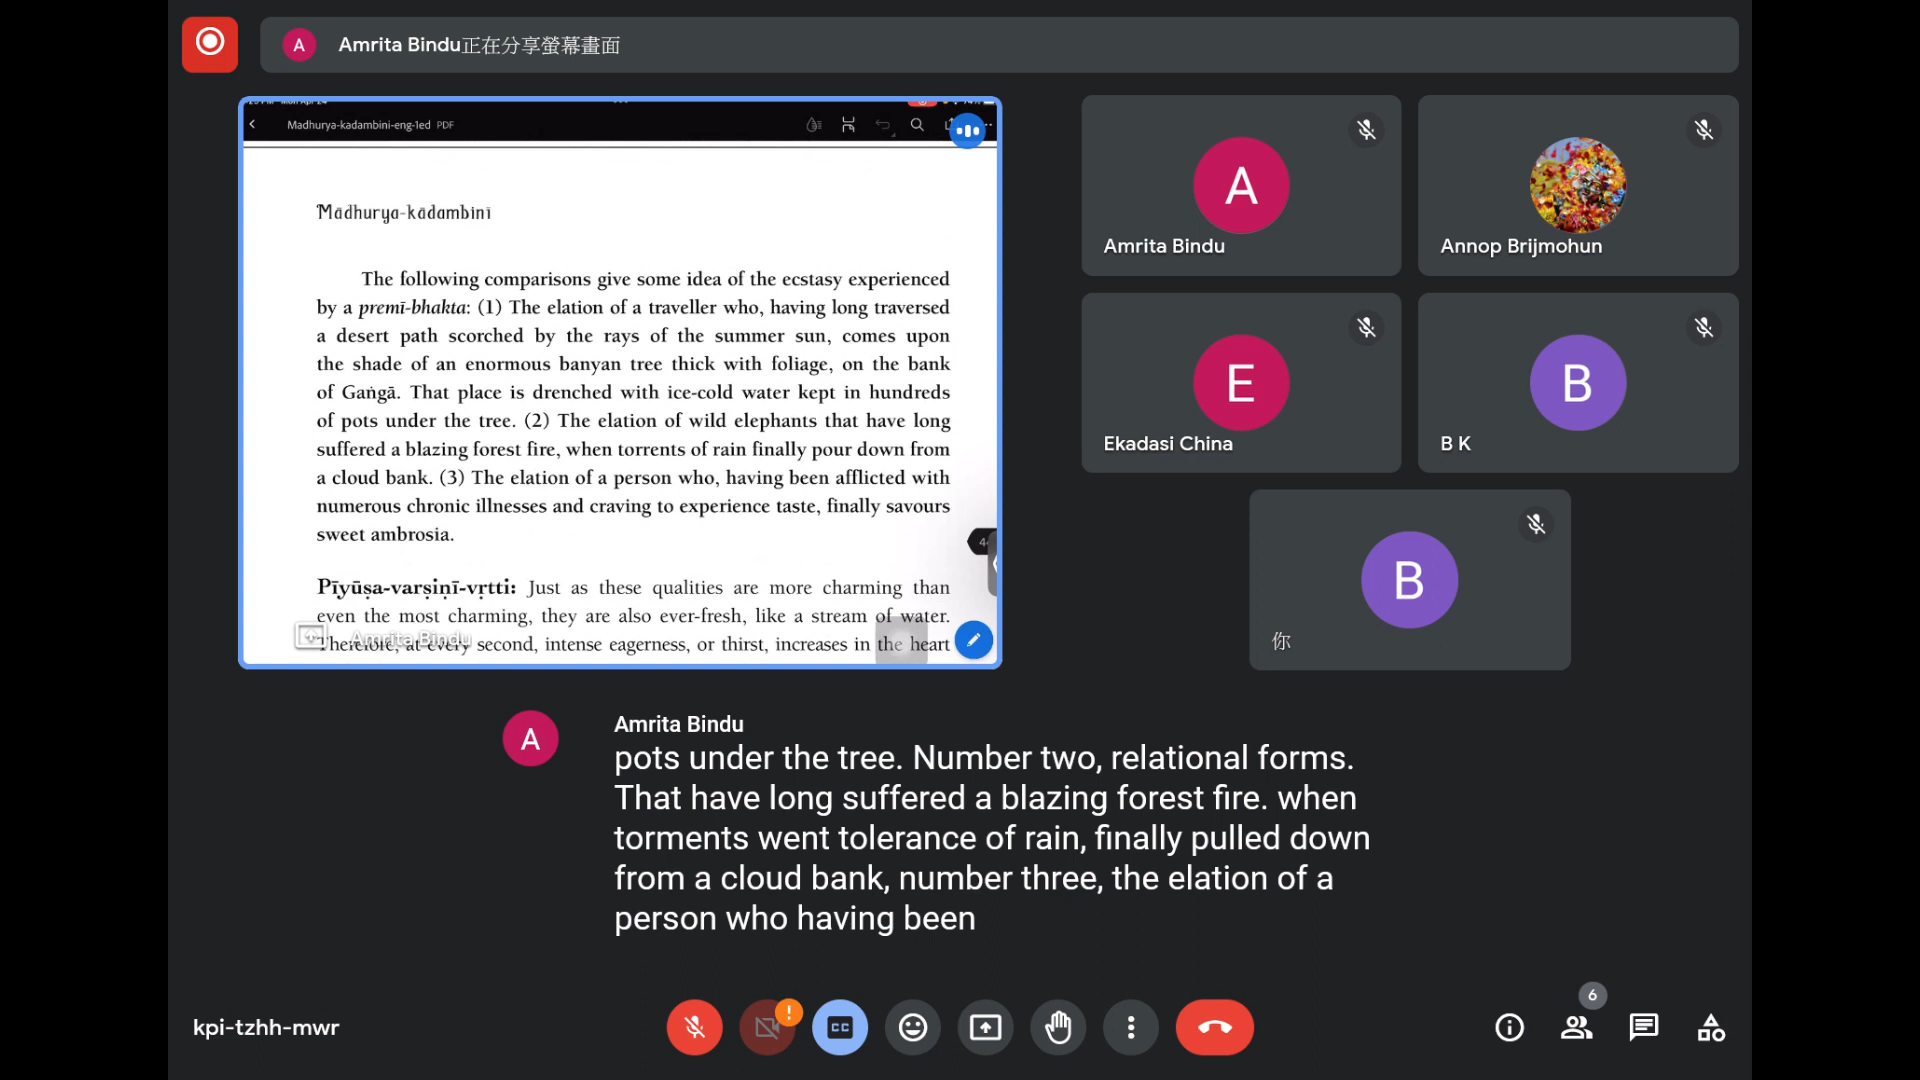 A
Amrita Bindu正在分享螢幕畫面
Madhurya-kadambini-eng-1ed PDF
Mādhurya-kādambinī
The following comparisons give some idea of the ecstasy experienced
by a premī-bhakta: (1) The elation of a traveller who, having long traversed
a desert path scorched by the rays of the summer sun, comes upon
the shade of an enormous banyan tree thick with foliage, on the bank
of Gaṅgā. That place is drenched with ice-cold water kept in hundreds
of pots under the tree. (2) The elation of wild elephants that have long
suffered a blazing forest fire, when torrents of rain finally pour down from
a cloud bank. (3) The elation of a person who, having been afflicted with
numerous chronic illnesses and craving to experience taste, finally savours
sweet ambrosia.
Pīyūṣa-varṣiṇī-vṛtti: Just as these qualities are more charming than
even the most charming, they are also ever-fresh, like a stream of water.
Therefore, at every second, intense eagerness, or thirst, increases in the heart
Amrita Bindu
A
Amrita Bindu
Annop Brijmohun
E
Ekadasi China
B
B K
B
你
A
Amrita Bindu
pots under the tree. Number two, relational forms.
That have long suffered a blazing forest fire. when
torments went tolerance of rain, finally pulled down
from a cloud bank, number three, the elation of a
person who having been
kpi-tzhh-mwr
!
CC
6